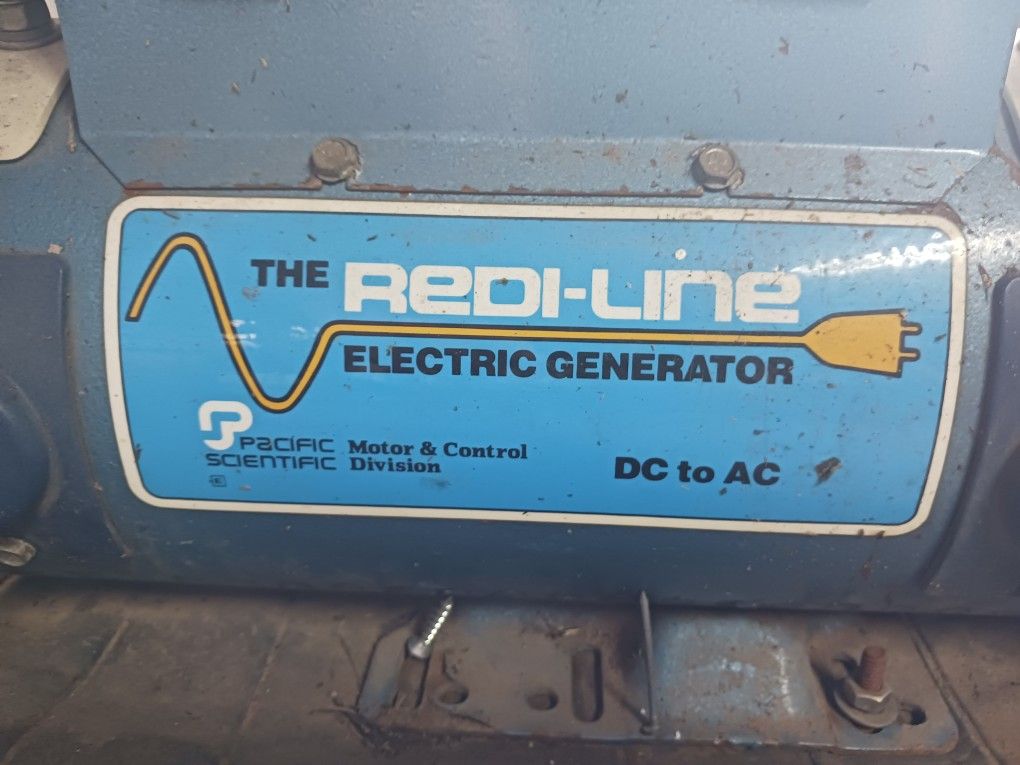 THE REDI-LINE
ELECTRIC GENERATOR
PACIFIC
SCIENTIFIC
Motor & Control
Division
E
DC to AC